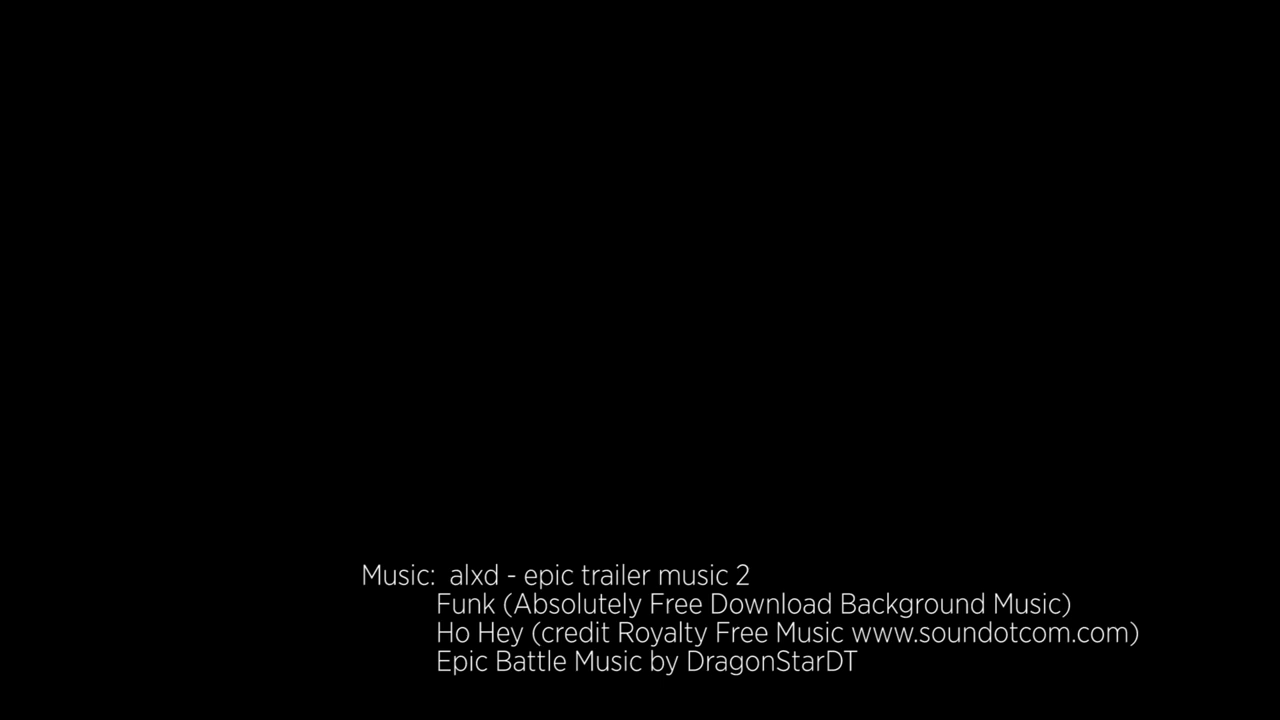 Music: alxd - epic trailer music 2
Funk (Absolutely Free Download Background Music)
Ho Hey (credit Royalty Free Music www.soundotcom.com)
Epic Battle Music by DragonStarDT